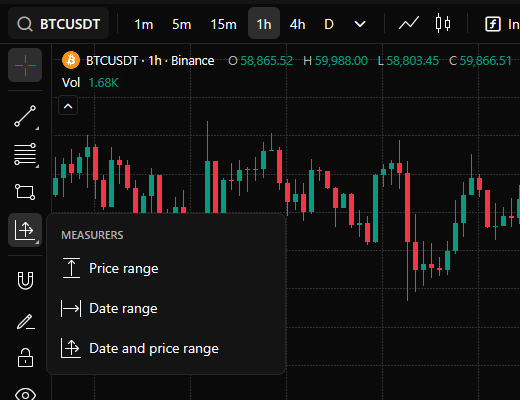 BTCUSDT 1m 5m 15m 1h 4h D In
BTCUSDT · 1h · Binance O 58,865.52 H 59,988.00 L 58,803.45 C 59,866.51
Vol 1.68K
MEASURERS
Price range
Date range
Date and price range